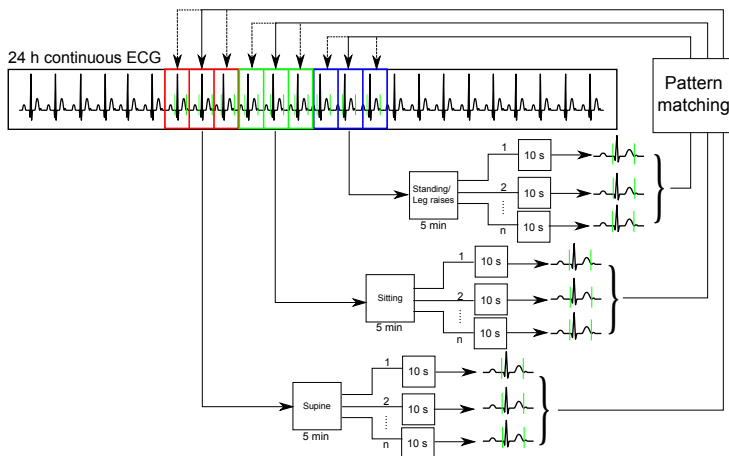 24 h continuous ECG
Pattern
matching
Standing/
Leg raises
5 min
1
10 s
2
10 s
n
10 s
Sitting
5 min
1
10 s
2
10 s
n
10 s
Supine
5 min
1
10 s
2
10 s
n
10 s